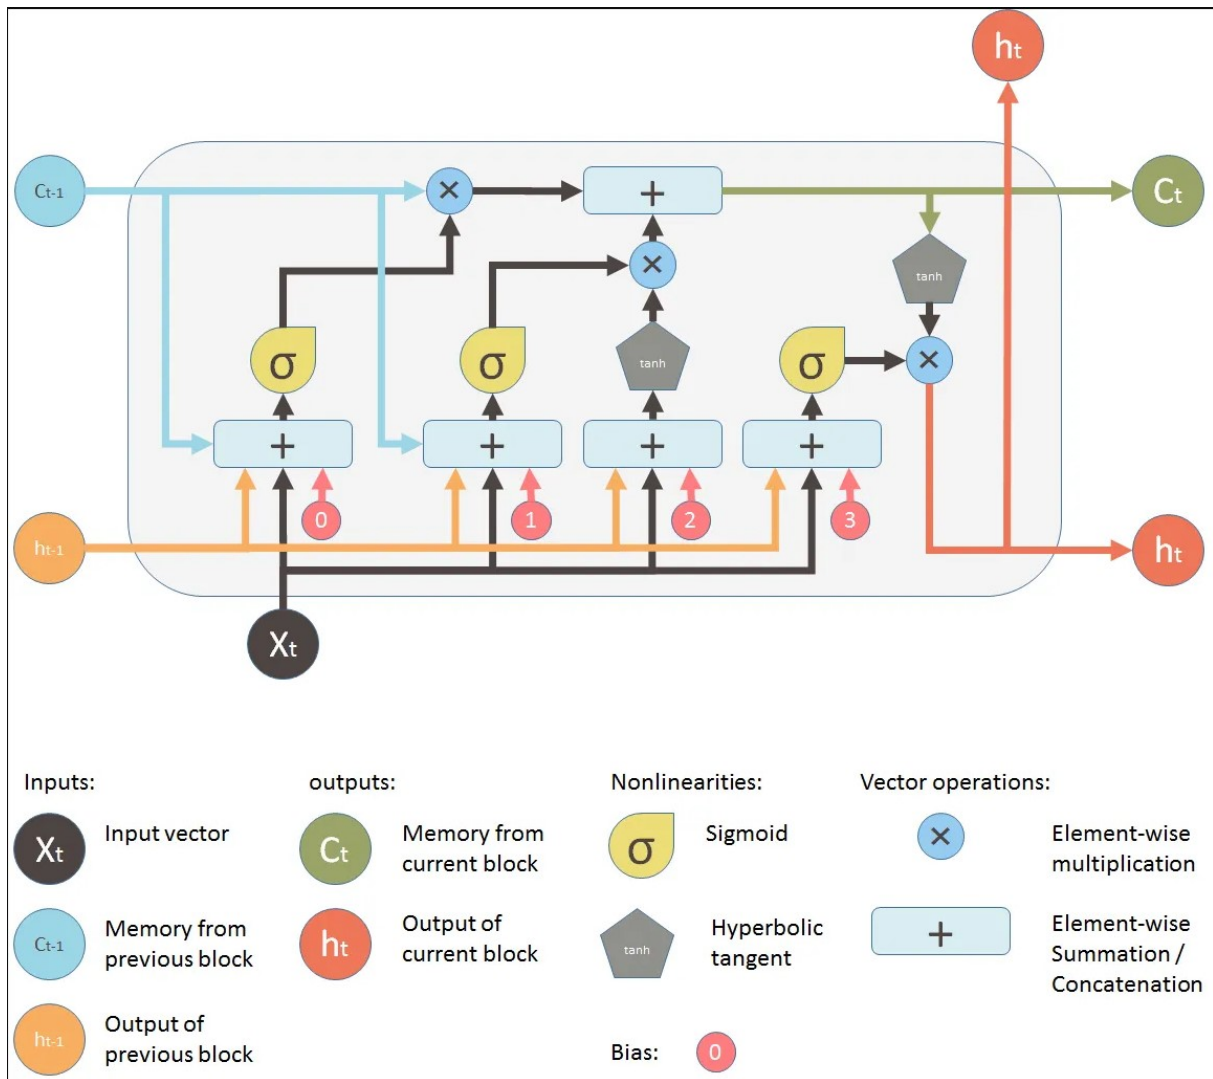 ht
Ct-1
×
+
Ct
×
tanh
σ
σ
tanh
σ
×
+
+
+
+
0
1
2
3
ht-1
ht
Xt
Inputs:
outputs:
Nonlinearities:
Vector operations:
Xt
Input vector
Ct
Memory from
current block
σ
Sigmoid
×
Element-wise
multiplication
Ct-1
Memory from
previous block
ht
Output of
current block
tanh
Hyperbolic
tangent
+
Element-wise
Summation /
Concatenation
ht-1
Output of
previous block
Bias:
0